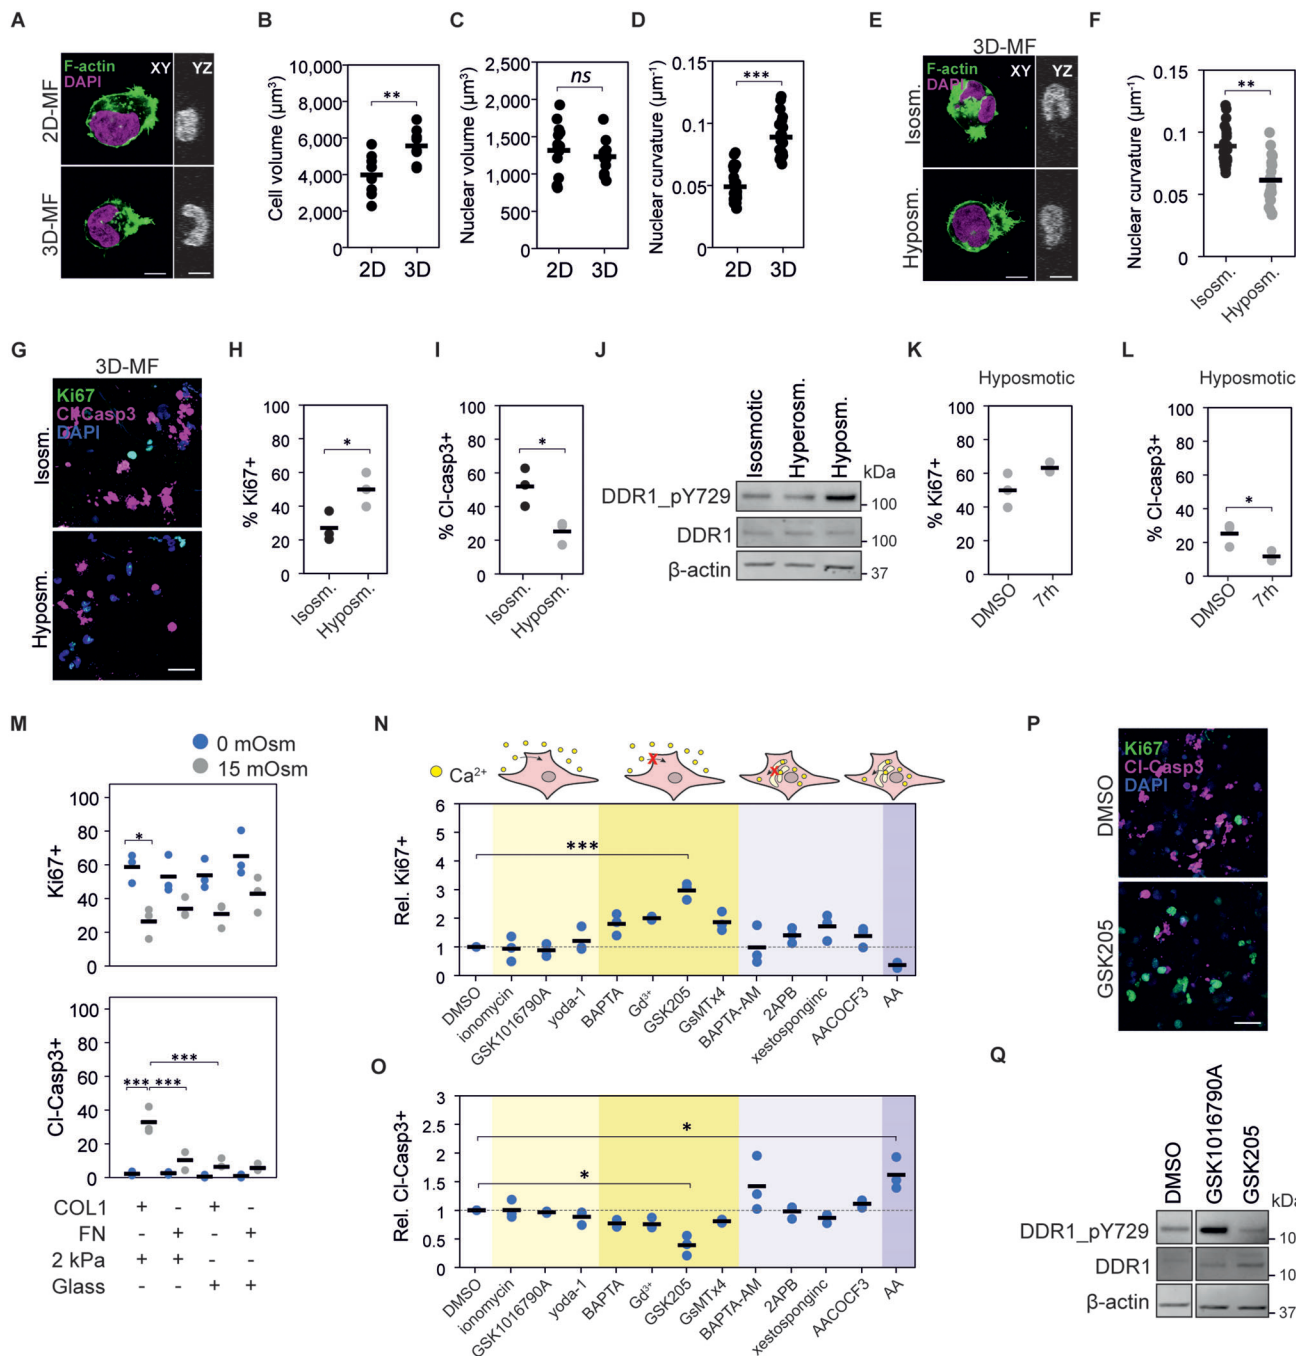 A
F-actin
DAPI
XY
YZ
2D-MF
3D-MF
B
Cell volume (µm³)
10,000
8,000
6,000
4,000
2,000
0
**
2D
3D
C
Nuclear volume (µm³)
2,500
2,000
1,500
1,000
500
0
ns
2D
3D
D
Nuclear curvature (µm⁻¹)
0.15
0.1
0.05
0
***
2D
3D
E
3D-MF
F-actin
DAPI
XY
YZ
Isosm.
Hyposm.
F
Nuclear curvature (µm⁻¹)
0.15
0.1
0.05
0
**
Isosm.
Hyposm.
G
3D-MF
Ki67
Cl-Casp3
DAPI
Isosm.
Hyposm.
H
% Ki67+
100
80
60
40
20
0
*
Isosm.
Hyposm.
I
% Cl-casp3+
100
80
60
40
20
0
*
Isosm.
Hyposm.
J
Isosmotic
Hyperosm.
Hyposm.
kDa
DDR1_pY729
100
DDR1
100
β-actin
37
K
Hyposmotic
% Ki67+
100
80
60
40
20
0
DMSO
7rh
L
Hyposmotic
% Cl-casp3+
100
80
60
40
20
0
*
DMSO
7rh
M
0 mOsm
15 mOsm
Ki67+
100
80
60
40
20
0
*
Cl-Casp3+
100
80
60
40
20
0
***
*** ***
COL1 + - + -
FN - + - +
2 kPa + + - -
Glass - - + +
N
Ca²⁺
Rel. Ki67+
6
5
4
3
2
1
0
***
DMSO
ionomycin
GSK1016790A
yoda-1
BAPTA
Gd³⁺
GSK205
GsMTx4
BAPTA-AM
2APB
xestosponginc
AACOCF3
AA
O
Rel. Cl-Casp3+
3
2.5
2
1.5
1
0.5
0
*
*
DMSO
ionomycin
GSK1016790A
yoda-1
BAPTA
Gd³⁺
GSK205
GsMTx4
BAPTA-AM
2APB
xestosponginc
AACOCF3
AA
P
Ki67
Cl-Casp3
DAPI
DMSO
GSK205
Q
DMSO
GSK1016790A
GSK205
kDa
DDR1_pY729
DDR1
β-actin
37